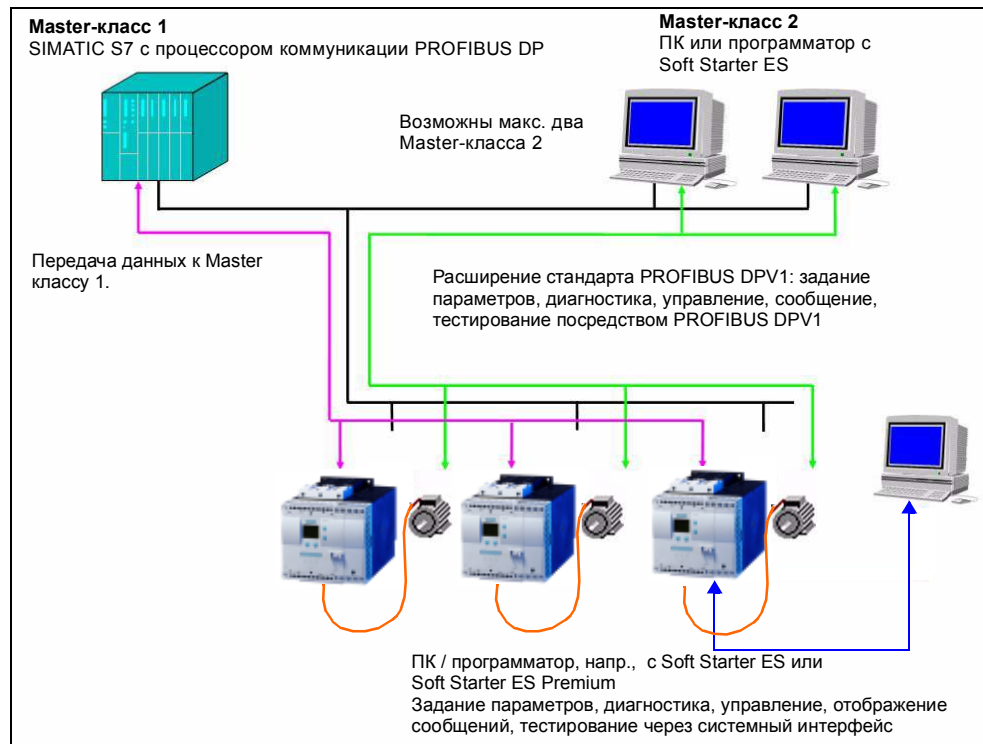 Master-класс 1
SIMATIC S7 с процессором коммуникации PROFIBUS DP
Master-класс 2
ПК или программатор с
Soft Starter ES
Возможны макс. два
Master-класса 2
Передача данных к Master
классу 1.
Расширение стандарта PROFIBUS DPV1: задание
параметров, диагностика, управление, сообщение,
тестирование посредством PROFIBUS DPV1
ПК / программатор, напр., с Soft Starter ES или
Soft Starter ES Premium
Задание параметров, диагностика, управление, отображение
сообщений, тестирование через системный интерфейс